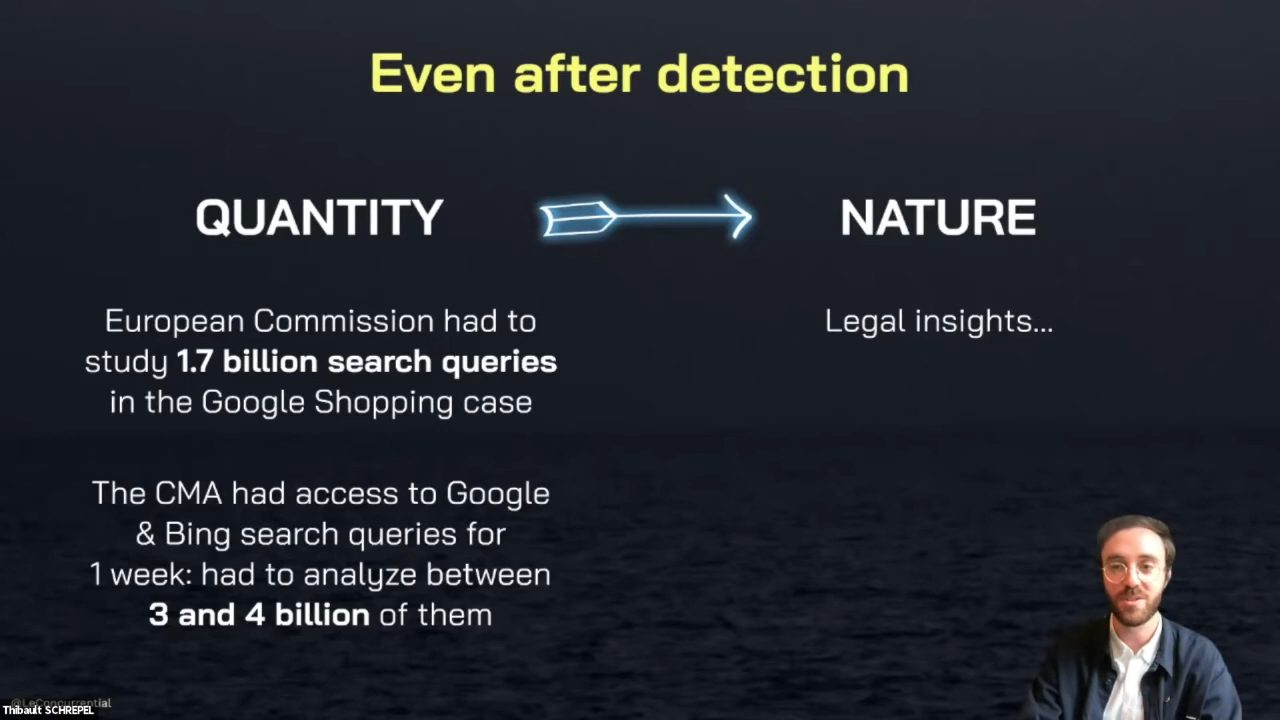 Even after detection
QUANTITY
NATURE
European Commission had to
study 1.7 billion search queries
in the Google Shopping case
Legal insights...
The CMA had access to Google
& Bing search queries for
1 week: had to analyze between
3 and 4 billion of them
@LeConcurrential
Thibault SCHREPEL